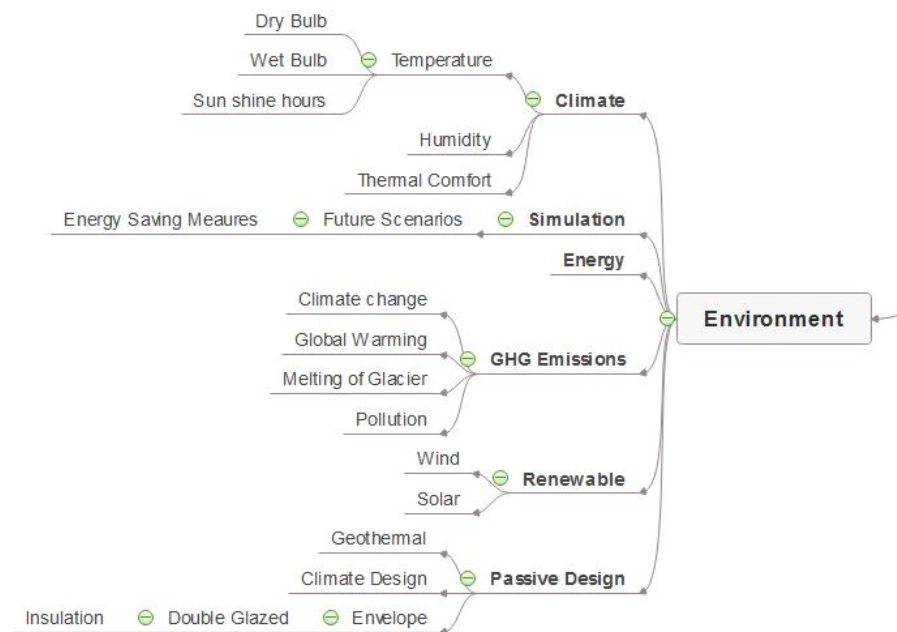 Dry Bulb
Wet Bulb
Temperature
Sun shine hours
Climate
Humidity
Thermal Comfort
Energy Saving Meaures
Future Scenarios
Simulation
Energy
Climate change
Environment
Global Warming
GHG Emissions
Melting of Glacier
Pollution
Wind
Renewable
Solar
Geothermal
Climate Design
Passive Design
Insulation
Double Glazed
Envelope